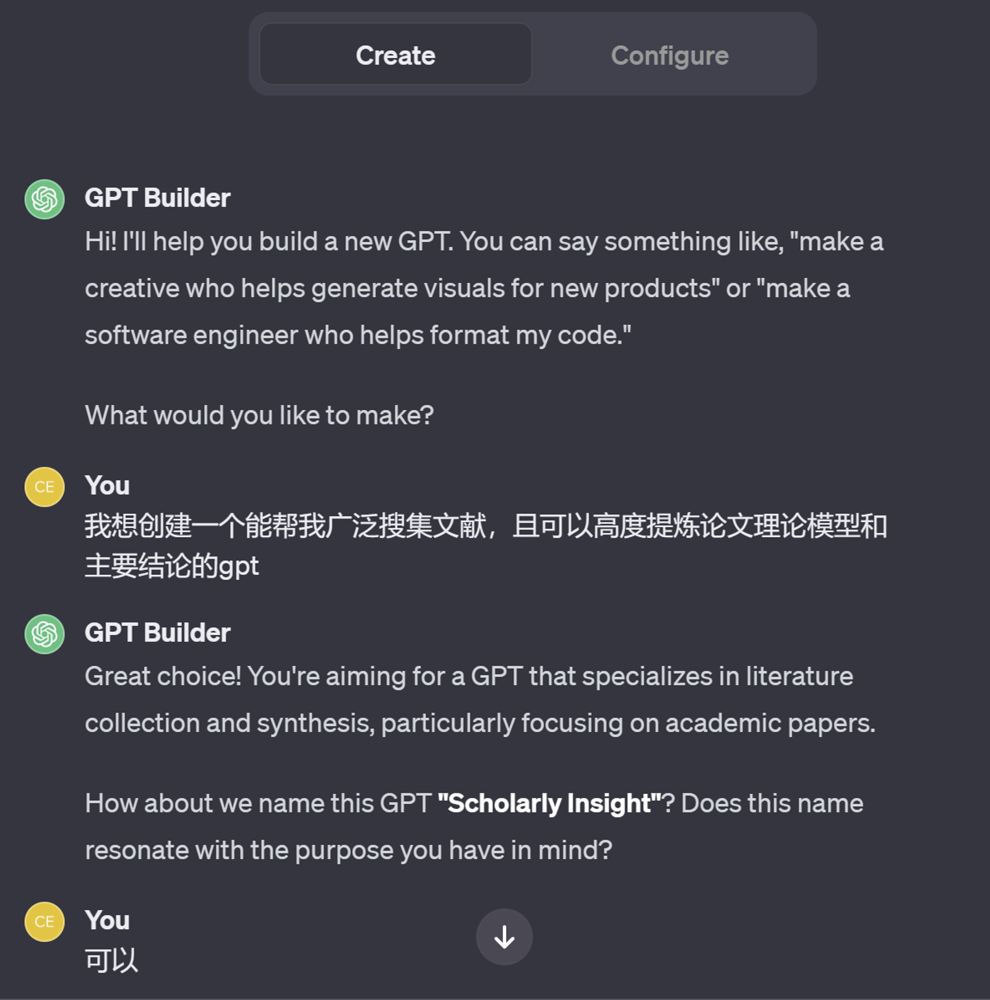 Create
Configure
GPT Builder
Hi! I'll help you build a new GPT. You can say something like, "make a
creative who helps generate visuals for new products" or "make a
software engineer who helps format my code."
What would you like to make?
CE
You
我想创建一个能帮我广泛搜集文献，且可以高度提炼论文理论模型和
主要结论的gpt
GPT Builder
Great choice! You're aiming for a GPT that specializes in literature
collection and synthesis, particularly focusing on academic papers.
How about we name this GPT "Scholarly Insight"? Does this name
resonate with the purpose you have in mind?
CE
You
可以